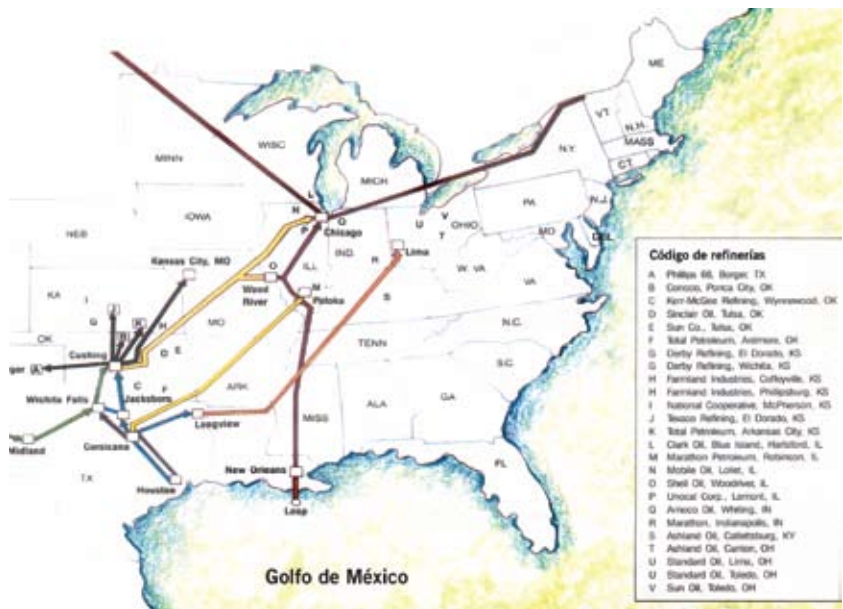 ME
VT.
N.H.
MASS
CT.
N.Y.
WISC
MINN
MICH
L
N
Q
Chicago
P
U
V
T
OHIO
PA
N.J.
MD
DEL
IOWA
NEB
Kansas City, MO
IND.
ILL
R
Lima
W. VA
VA
O
Wood
River
M
Patoka
S
KA
I
J
G
B
K
H
MO
OK
Cushing
D
E
ger
A
TENN
N.C.
S.C.
C
F
ARK
Wichita Falls
Jacksboro
Longview
Corsicana
MISS
ALA
GA
Midland
TX
Houston
New Orleans
Loop
FL
Golfo de México
Código de refinerías
A Phillips 66, Borger, TX
B Conoco, Ponca City, OK
C Kerr-McGee Refining, Wynnewood, OK
D Sinclair Oil, Tulsa, OK
E Sun Co., Tulsa, OK
F Total Petroleum, Ardmore, OK
G Derby Refining, El Dorado, KS
G Derby Refining, Wichita, KS
H Farmland Industries, Coffeyville, KS
H Farmland Industries, Phillipsburg, KS
I National Cooperative, McPherson, KS
J Texaco Refining, El Dorado, KS
K Total Petroleum, Arkansas City, KS
L Clark Oil, Blue Island, Hartford, IL
M Marathon Petroleum, Robinson, IL
N Mobile Oil, IL
O Shell Oil, Woodriver, IL
P Unocal Corp., Lemont, IL
Q Amoco Oil, Whiting, IN
R Marathon, Indianapolis, IN
S Ashland Oil, Catlettsburg, KY
T Ashland Oil, Canton, OH
U Standard Oil, Lima, OH
U Standard Oil, Toledo, OH
V Sun Oil, Toledo, OH